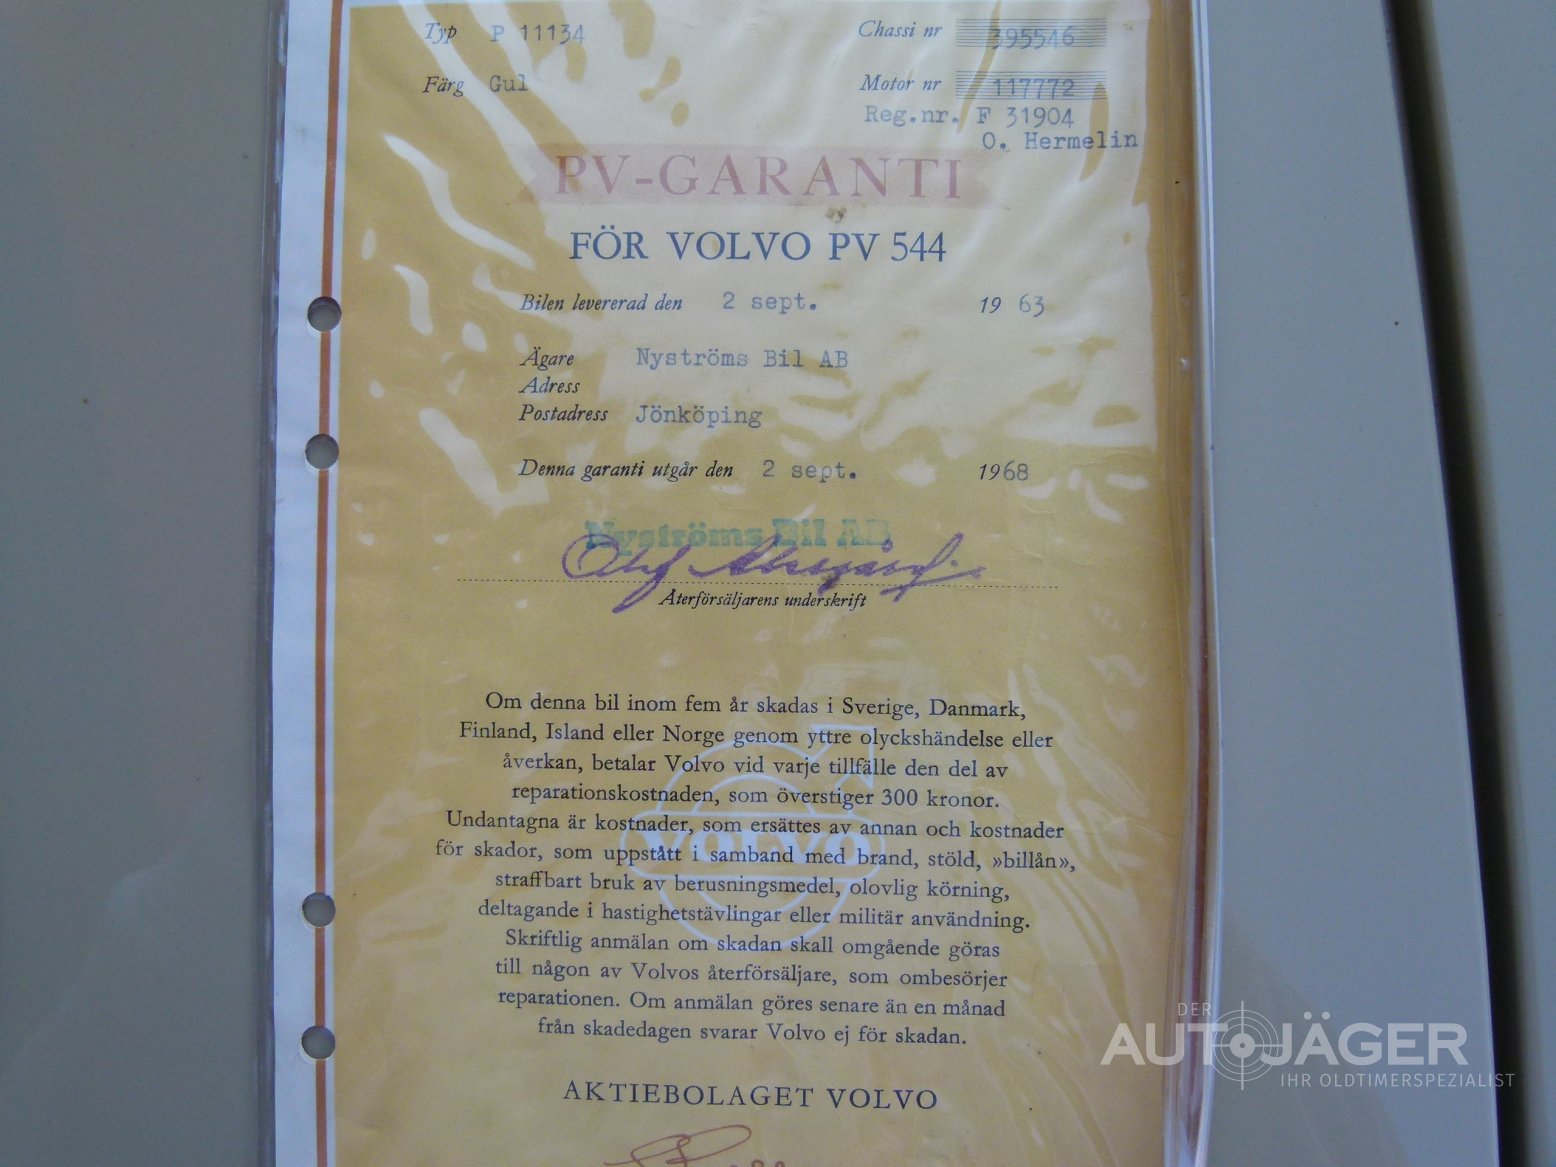 Typ P 11134
Chassi nr 395546
Färg Gul
Motor nr 117772
Reg.nr. F 31904
O. Hermelin
PV-GARANTI
FÖR VOLVO PV 544
Bilen levererad den 2 sept. 1963
Ägare Nyströms Bil AB
Adress
Postadress Jönköping
Denna garanti utgår den 2 sept. 1968
Nyströms Bil AB
Återförsäljarens underskrift
Om denna bil inom fem år skadas i Sverige, Danmark,
Finland, Island eller Norge genom yttre olyckshändelse eller
åverkan, betalar Volvo vid varje tillfälle den del av
reparationskostnaden, som överstiger 300 kronor.
Undantagna är kostnader, som ersättes av annan och kostnader
för skador, som uppstått i samband med brand, stöld, »billån»,
straffbart bruk av berusningsmedel, olovlig körning,
deltagande i hastighetstävlingar eller militär användning.
Skriftlig anmälan om skadan skall omgående göras
till någon av Volvos återförsäljare, som ombesörjer
reparationen. Om anmälan göres senare än en månad
från skadedagen svarar Volvo ej för skadan.
VOLVO
AKTIEBOLAGET VOLVO
DER
AUTOJÄGER
IHR OLDTIMERSPEZIALIST